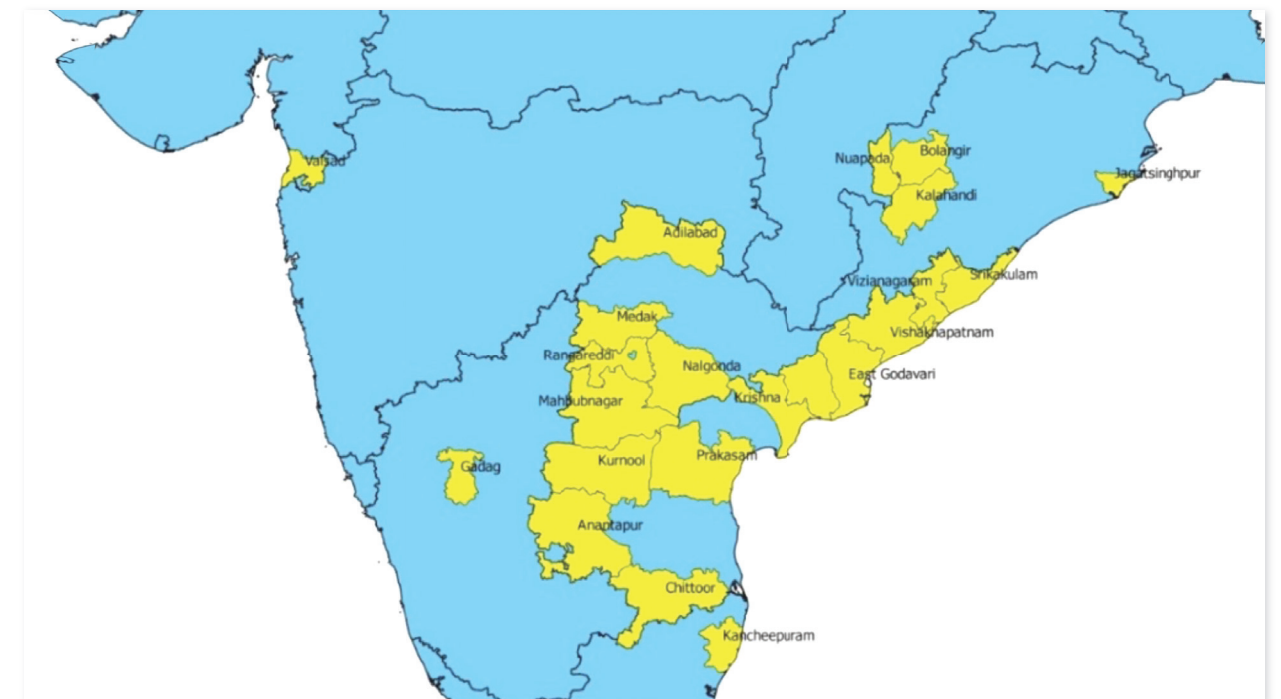 Bolangir
Nuapada
Valsad
Jagatsinghpur
Kalahandi
Adilabad
Srikakulam
Vizianagaram
Medak
Vishakhapatnam
Rangareddi
Nalgonda
East Godavari
Krishna
Mahbubnagar
Prakasam
Kurnool
Gadag
Anantapur
Chittoor
Kancheepuram